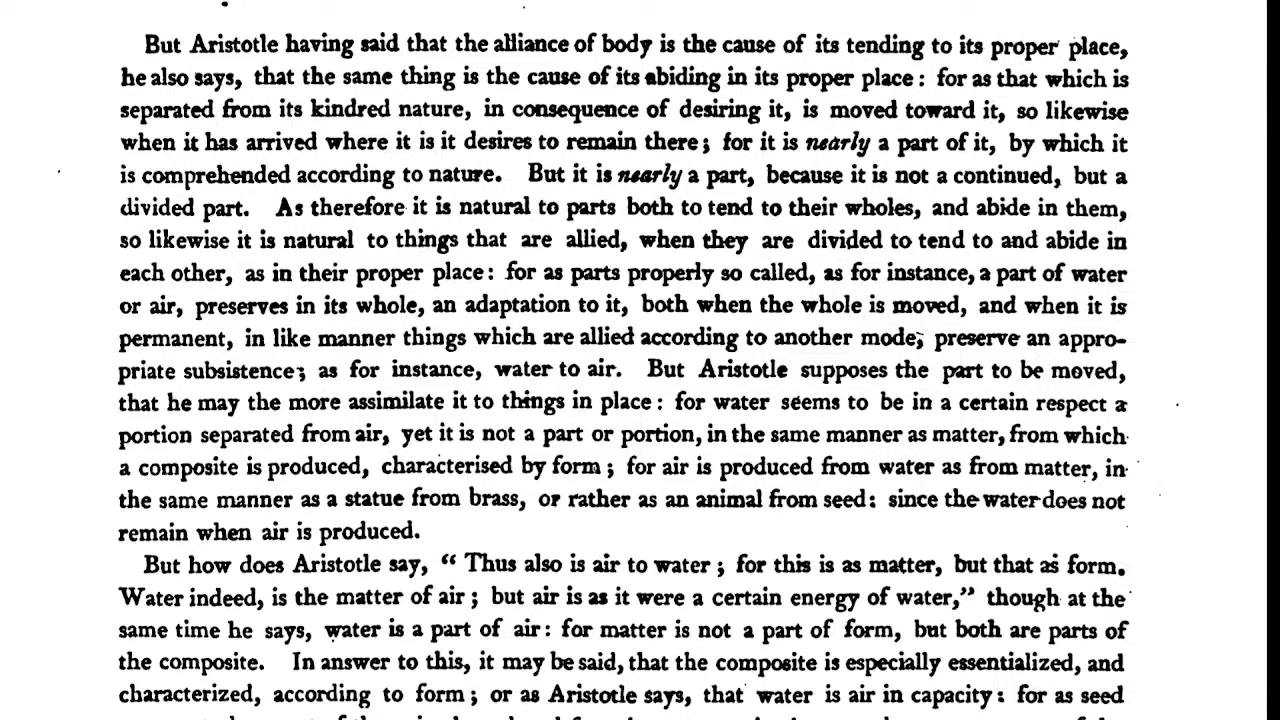 But Aristotle having said that the alliance of body is the cause of its tending to its proper place,
he also says, that the same thing is the cause of its abiding in its proper place : for as that which is
separated from its kindred nature, in consequence of desiring it, is moved toward it, so likewise
when it has arrived where it is it desires to remain there ; for it is nearly a part of it, by which it
is comprehended according to nature. But it is nearly a part, because it is not a continued, but a
divided part. As therefore it is natural to parts both to tend to their wholes, and abide in them,
so likewise it is natural to things that are allied, when they are divided to tend to and abide in
each other, as in their proper place : for as parts properly so called, as for instance, a part of water
or air, preserves in its whole, an adaptation to it, both when the whole is moved, and when it is
permanent, in like manner things which are allied according to another mode, preserve an appro-
priate subsistence ; as for instance, water to air. But Aristotle supposes the part to be moved,
that he may the more assimilate it to things in place : for water seems to be in a certain respect a
portion separated from air, yet it is not a part or portion, in the same manner as matter, from which
a composite is produced, characterised by form ; for air is produced from water as from matter, in
the same manner as a statue from brass, or rather as an animal from seed : since the water does not
remain when air is produced.
But how does Aristotle say, “ Thus also is air to water ; for this is as matter, but that as form.
Water indeed, is the matter of air ; but air is as it were a certain energy of water,” though at the
same time he says, water is a part of air : for matter is not a part of form, but both are parts of
the composite. In answer to this, it may be said, that the composite is especially essentialized, and
characterized, according to form ; or as Aristotle says, that water is air in capacity : for as seed